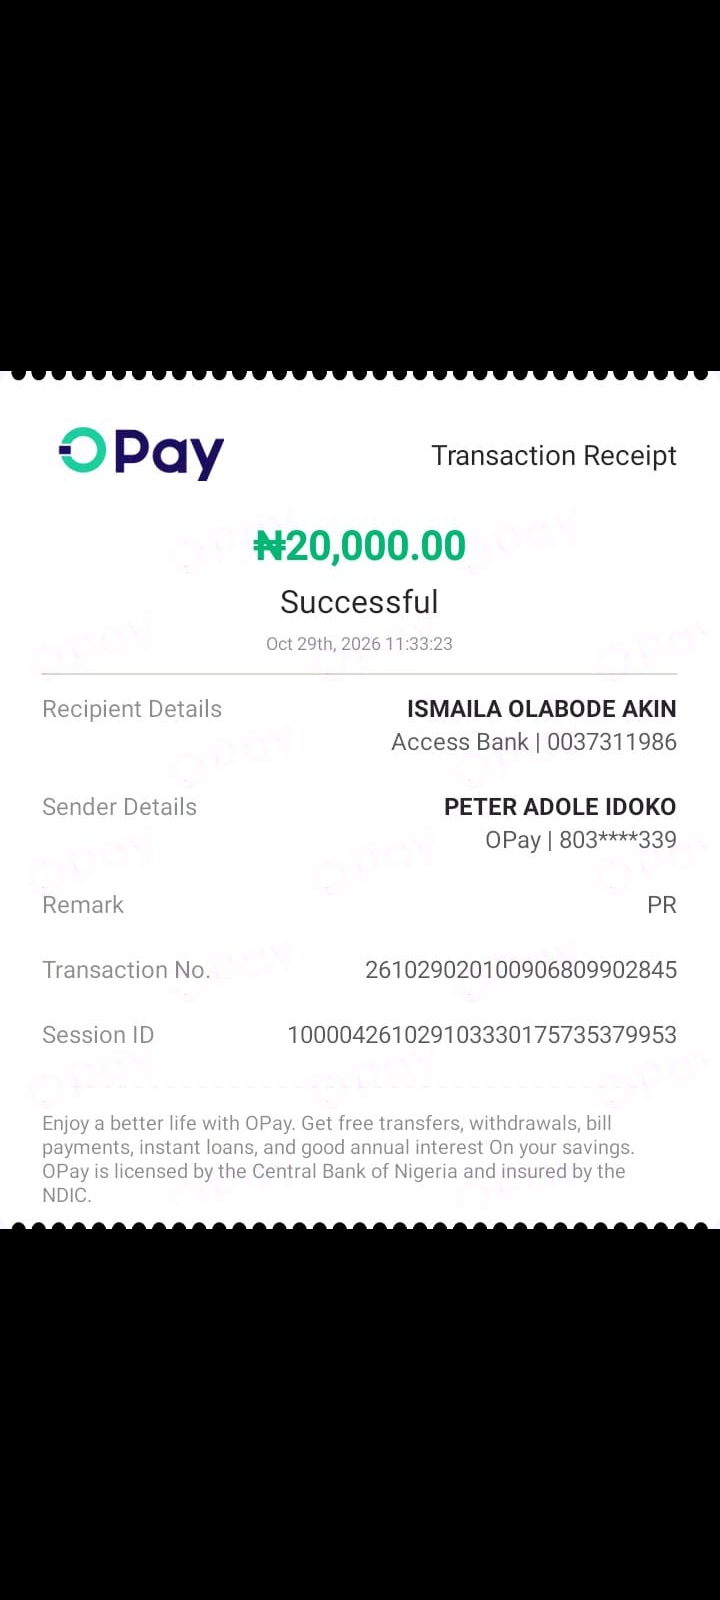 OPay
Transaction Receipt
₦20,000.00
Successful
Oct 29th, 2026 11:33:23
Recipient Details
ISMAILA OLABODE AKIN
Access Bank | 0037311986
Sender Details
PETER ADOLE IDOKO
OPay | 803****339
Remark
PR
Transaction No.
261029020100906809902845
Session ID
100004261029103330175735379953
Enjoy a better life with OPay. Get free transfers, withdrawals, bill
payments, instant loans, and good annual interest On your savings.
OPay is licensed by the Central Bank of Nigeria and insured by the
NDIC.